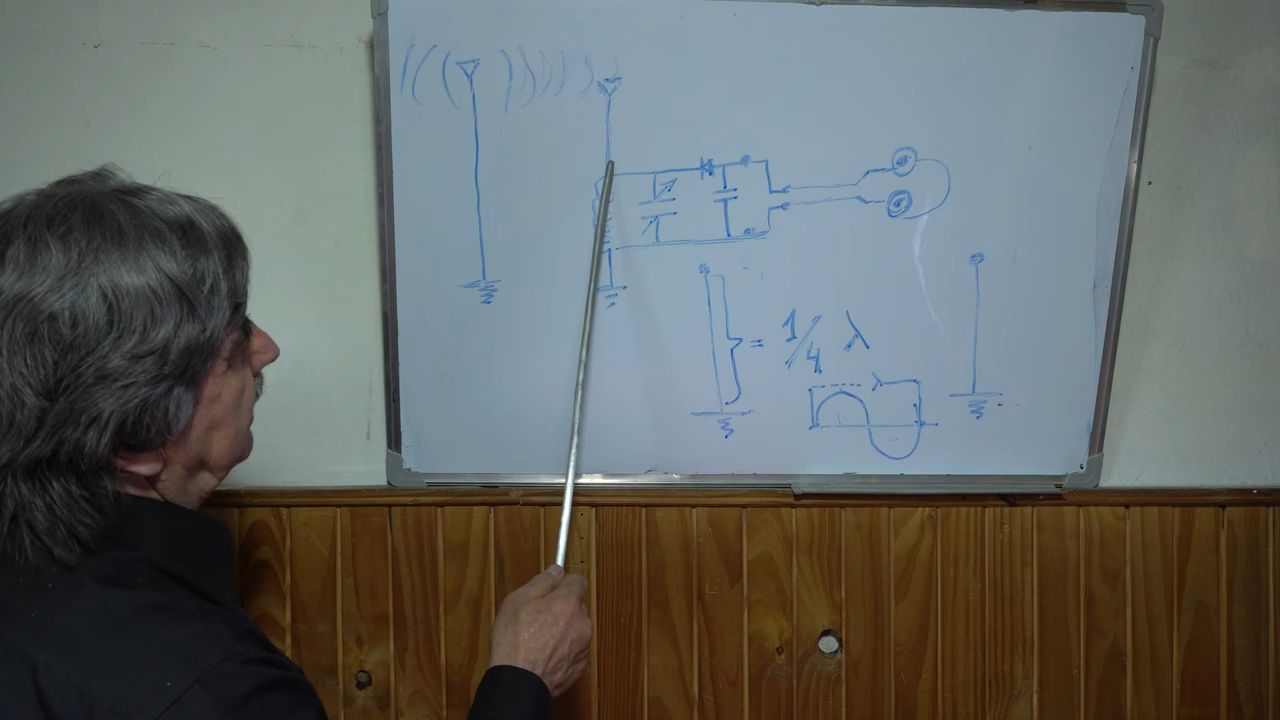 = 1/4 λ
λ